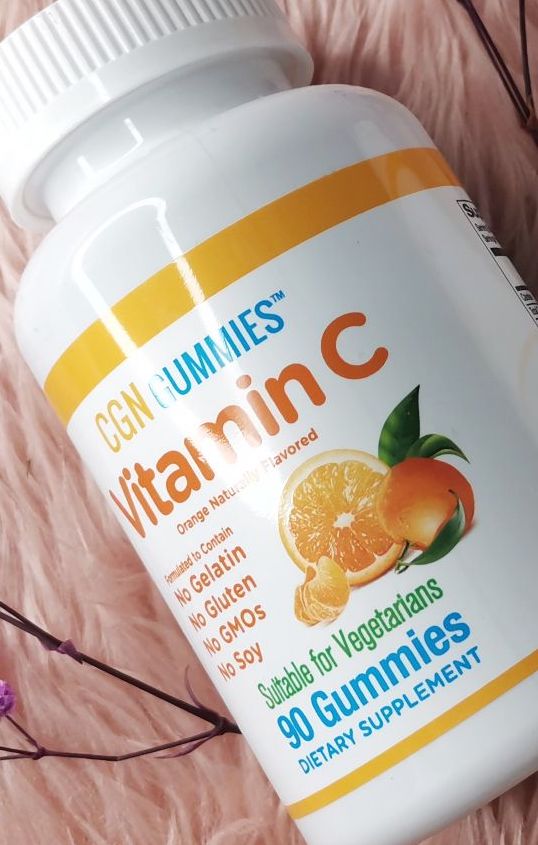 CGN GUMMIES™
Vitamin C
Orange Naturally Flavored
Formulated to Contain
No Gelatin
No Gluten
No GMOs
No Soy
Suitable for Vegetarians
90 Gummies
DIETARY SUPPLEMENT